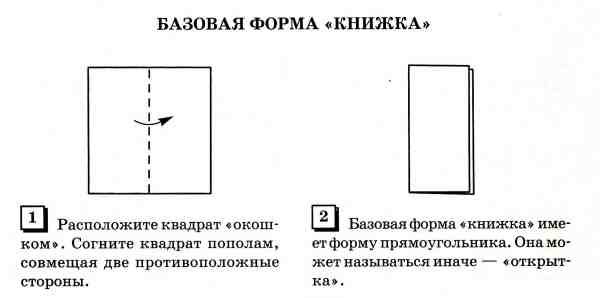 БАЗОВАЯ ФОРМА «КНИЖКА»
1 Расположите квадрат «окош-
ком». Согните квадрат пополам,
совмещая две противоположные
стороны.
2 Базовая форма «книжка» име-
ет форму прямоугольника. Она мо-
жет называться иначе — «открыт-
ка».